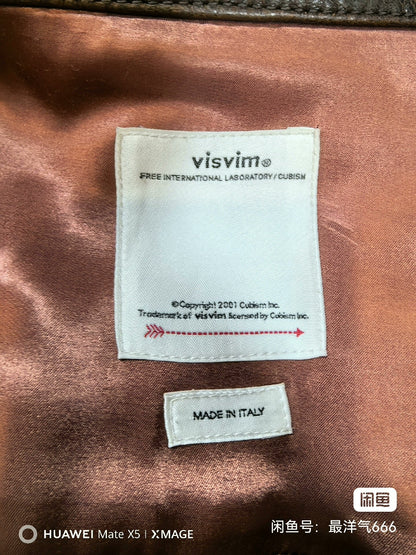 visvim®
FREE INTERNATIONAL LABORATORY / CUBISM
©Copyright 2001 Cubism Inc.
Trademark of visvim licensed by Cubism Inc.
MADE IN ITALY
闲鱼
HUAWEI Mate X5 | XMAGE
闲鱼号：最洋气666